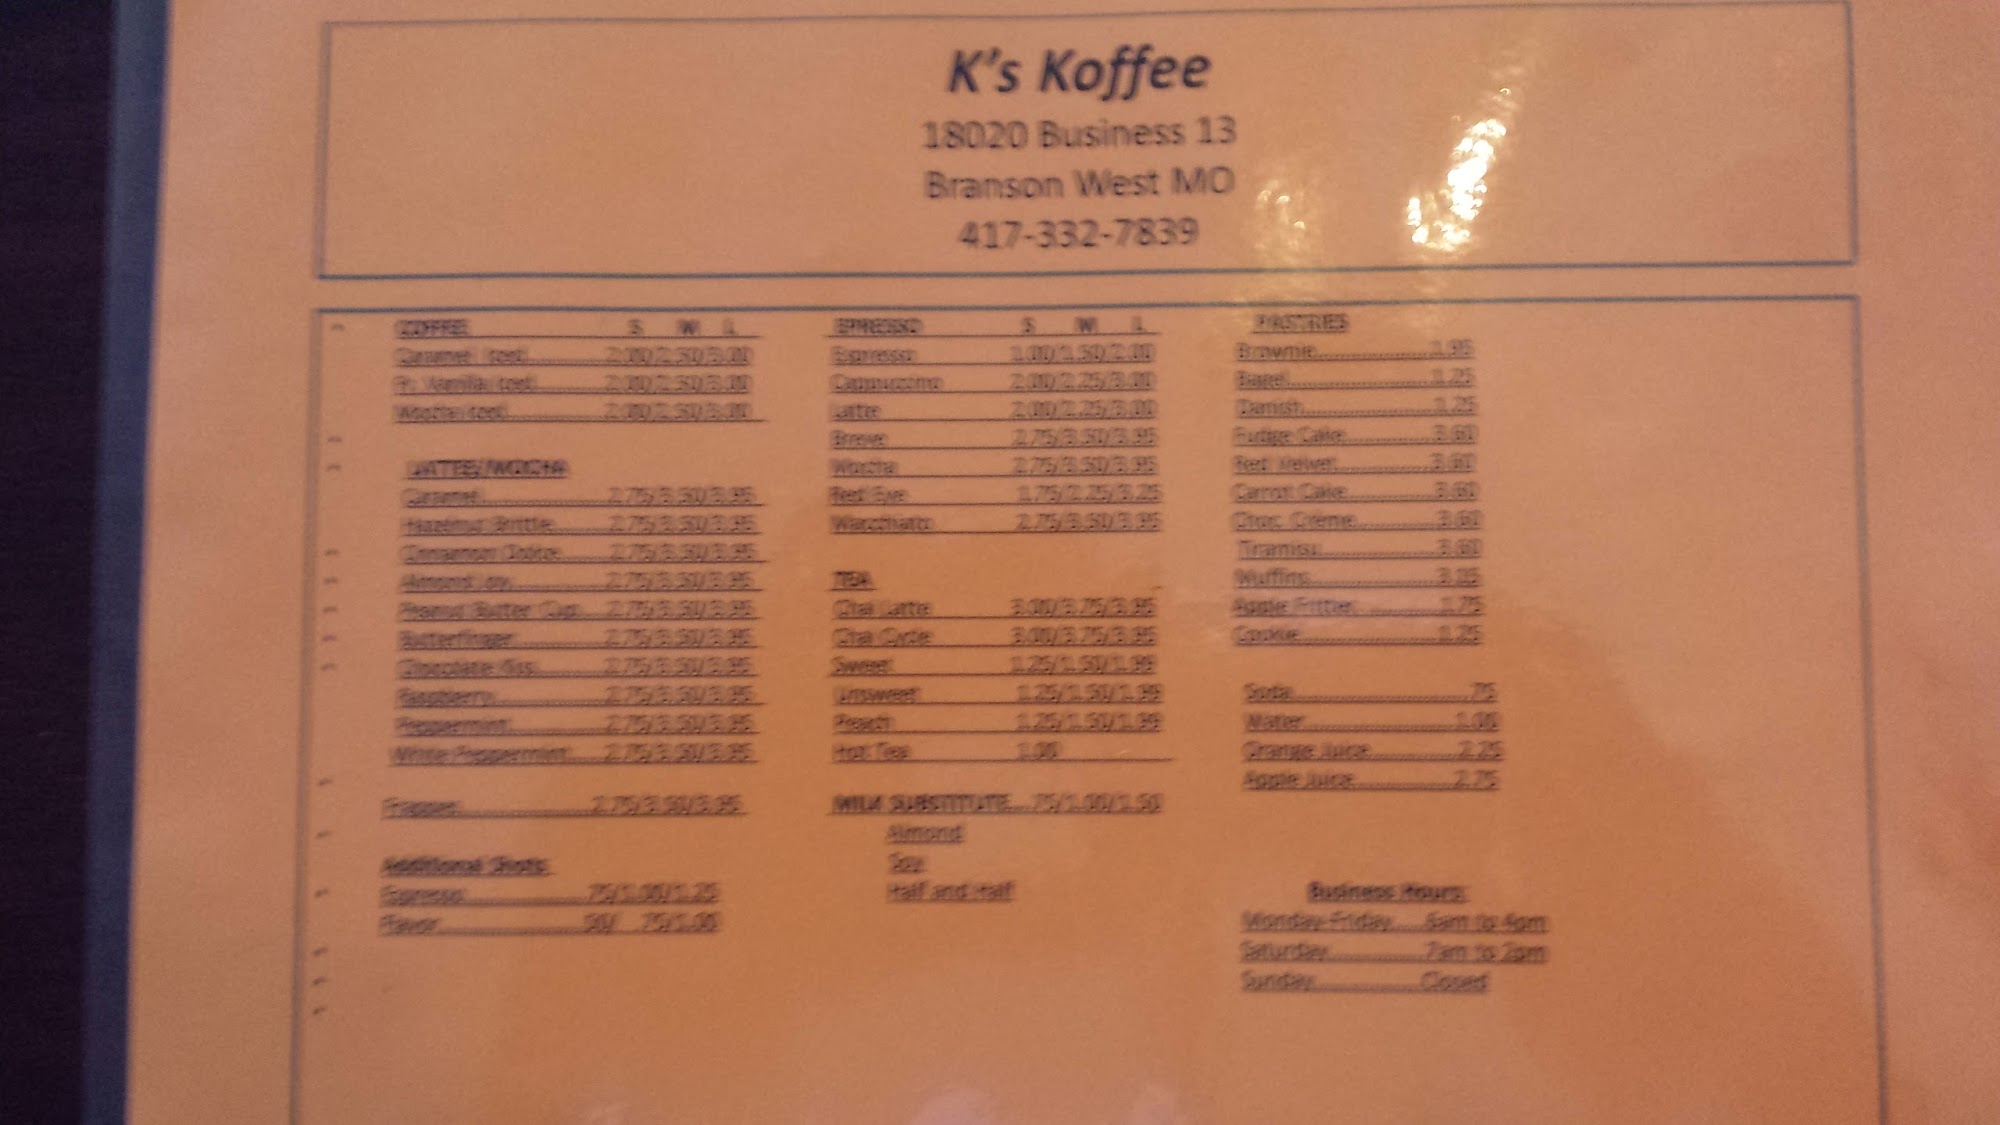 K's Koffee
18020 Business 13
Branson West MO
417-332-7839
COFFEE S M L
Caramel Iced 2.00/2.50/3.00
Fr. Vanilla Iced 2.00/2.50/3.00
Mocha Iced 2.00/2.50/3.00
LATTES/MOCHA
Caramel 2.75/3.50/3.95
Hazelnut Brittle 2.75/3.50/3.95
Cinnamon Dolce 2.75/3.50/3.95
Almond Joy 2.75/3.50/3.95
Peanut Butter Cup 2.75/3.50/3.95
Butterfinger 2.75/3.50/3.95
Chocolate Kiss 2.75/3.50/3.95
Raspberry 2.75/3.50/3.95
Peppermint 2.75/3.50/3.95
White Peppermint 2.75/3.50/3.95
Frappes 2.75/3.50/3.95
Additional Shots
Espresso .75/1.00/1.25
Flavor .50/ .75/1.00
EPRESSO S M L
Espresso 1.00/1.50/2.00
Cappuccino 2.00/2.25/3.00
Latte 2.00/2.25/3.00
Breve 2.75/3.50/3.95
Mocha 2.75/3.50/3.95
Red Eye 1.75/2.25/3.25
Macchiato 2.75/3.50/3.95
TEA
Chai Latte 3.00/3.75/3.95
Chai 3.00/3.75/3.95
Sweet 1.25/1.50/1.99
Unsweet 1.25/1.50/1.99
Peach 1.25/1.50/1.99
Hot Tea 1.00
MILK SUBSTITUTE .75/1.00/1.50
Almond
Soy
Half and Half
PASTRIES
Brownie 1.95
Bagel 1.25
Danish 1.25
Fudge Cake 3.60
Red Velvet 3.60
Carrot Cake 3.60
Choc. Crème 3.60
Tiramisu 3.60
Muffins
Apple Fritter 1.75
Cookie 1.25
Soda .75
Water 1.00
Orange Juice 2.25
Apple Juice 2.75
Business Hours:
Monday-Friday 6am to 4pm
Saturday 7am to 2pm
Sunday Closed